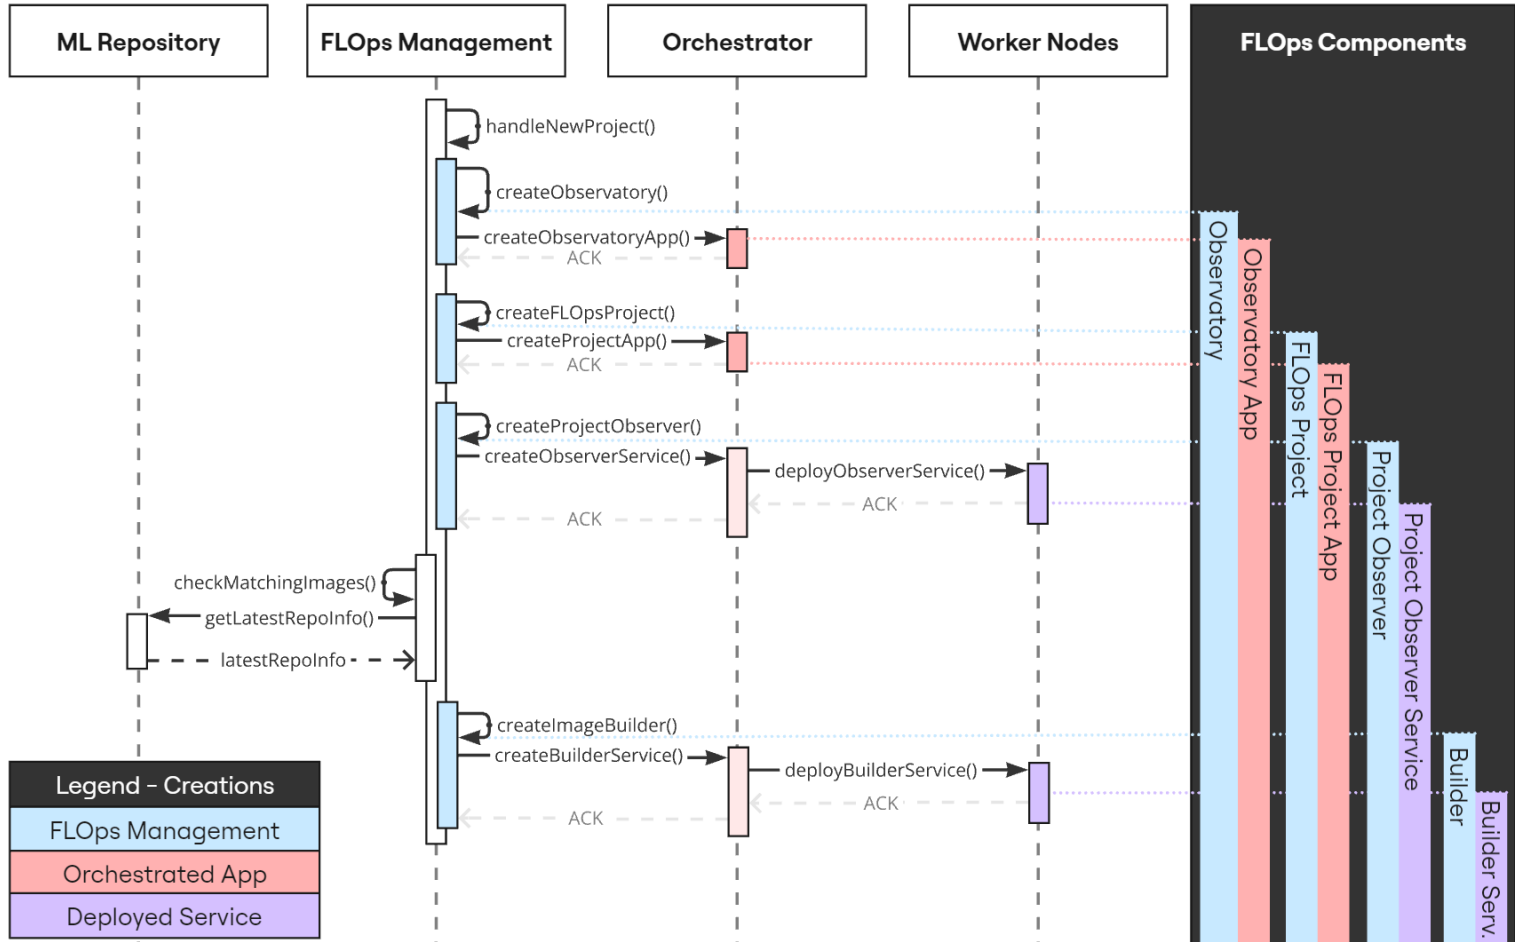 ML Repository
FLOps Management
Orchestrator
Worker Nodes
FLOps Components
handleNewProject()
createObservatory()
createObservatoryApp()
ACK
createFLOpsProject()
createProjectApp()
ACK
createProjectObserver()
createObserverService()
deployObserverService()
ACK
ACK
checkMatchingImages()
getLatestRepoInfo()
latestRepoInfo
createImageBuilder()
createBuilderService()
deployBuilderService()
ACK
ACK
Observatory
Observatory App
FLOps Project
FLOps Project App
Project Observer
Project Observer Service
Builder
Builder Serv.
Legend - Creations
FLOps Management
Orchestrated App
Deployed Service